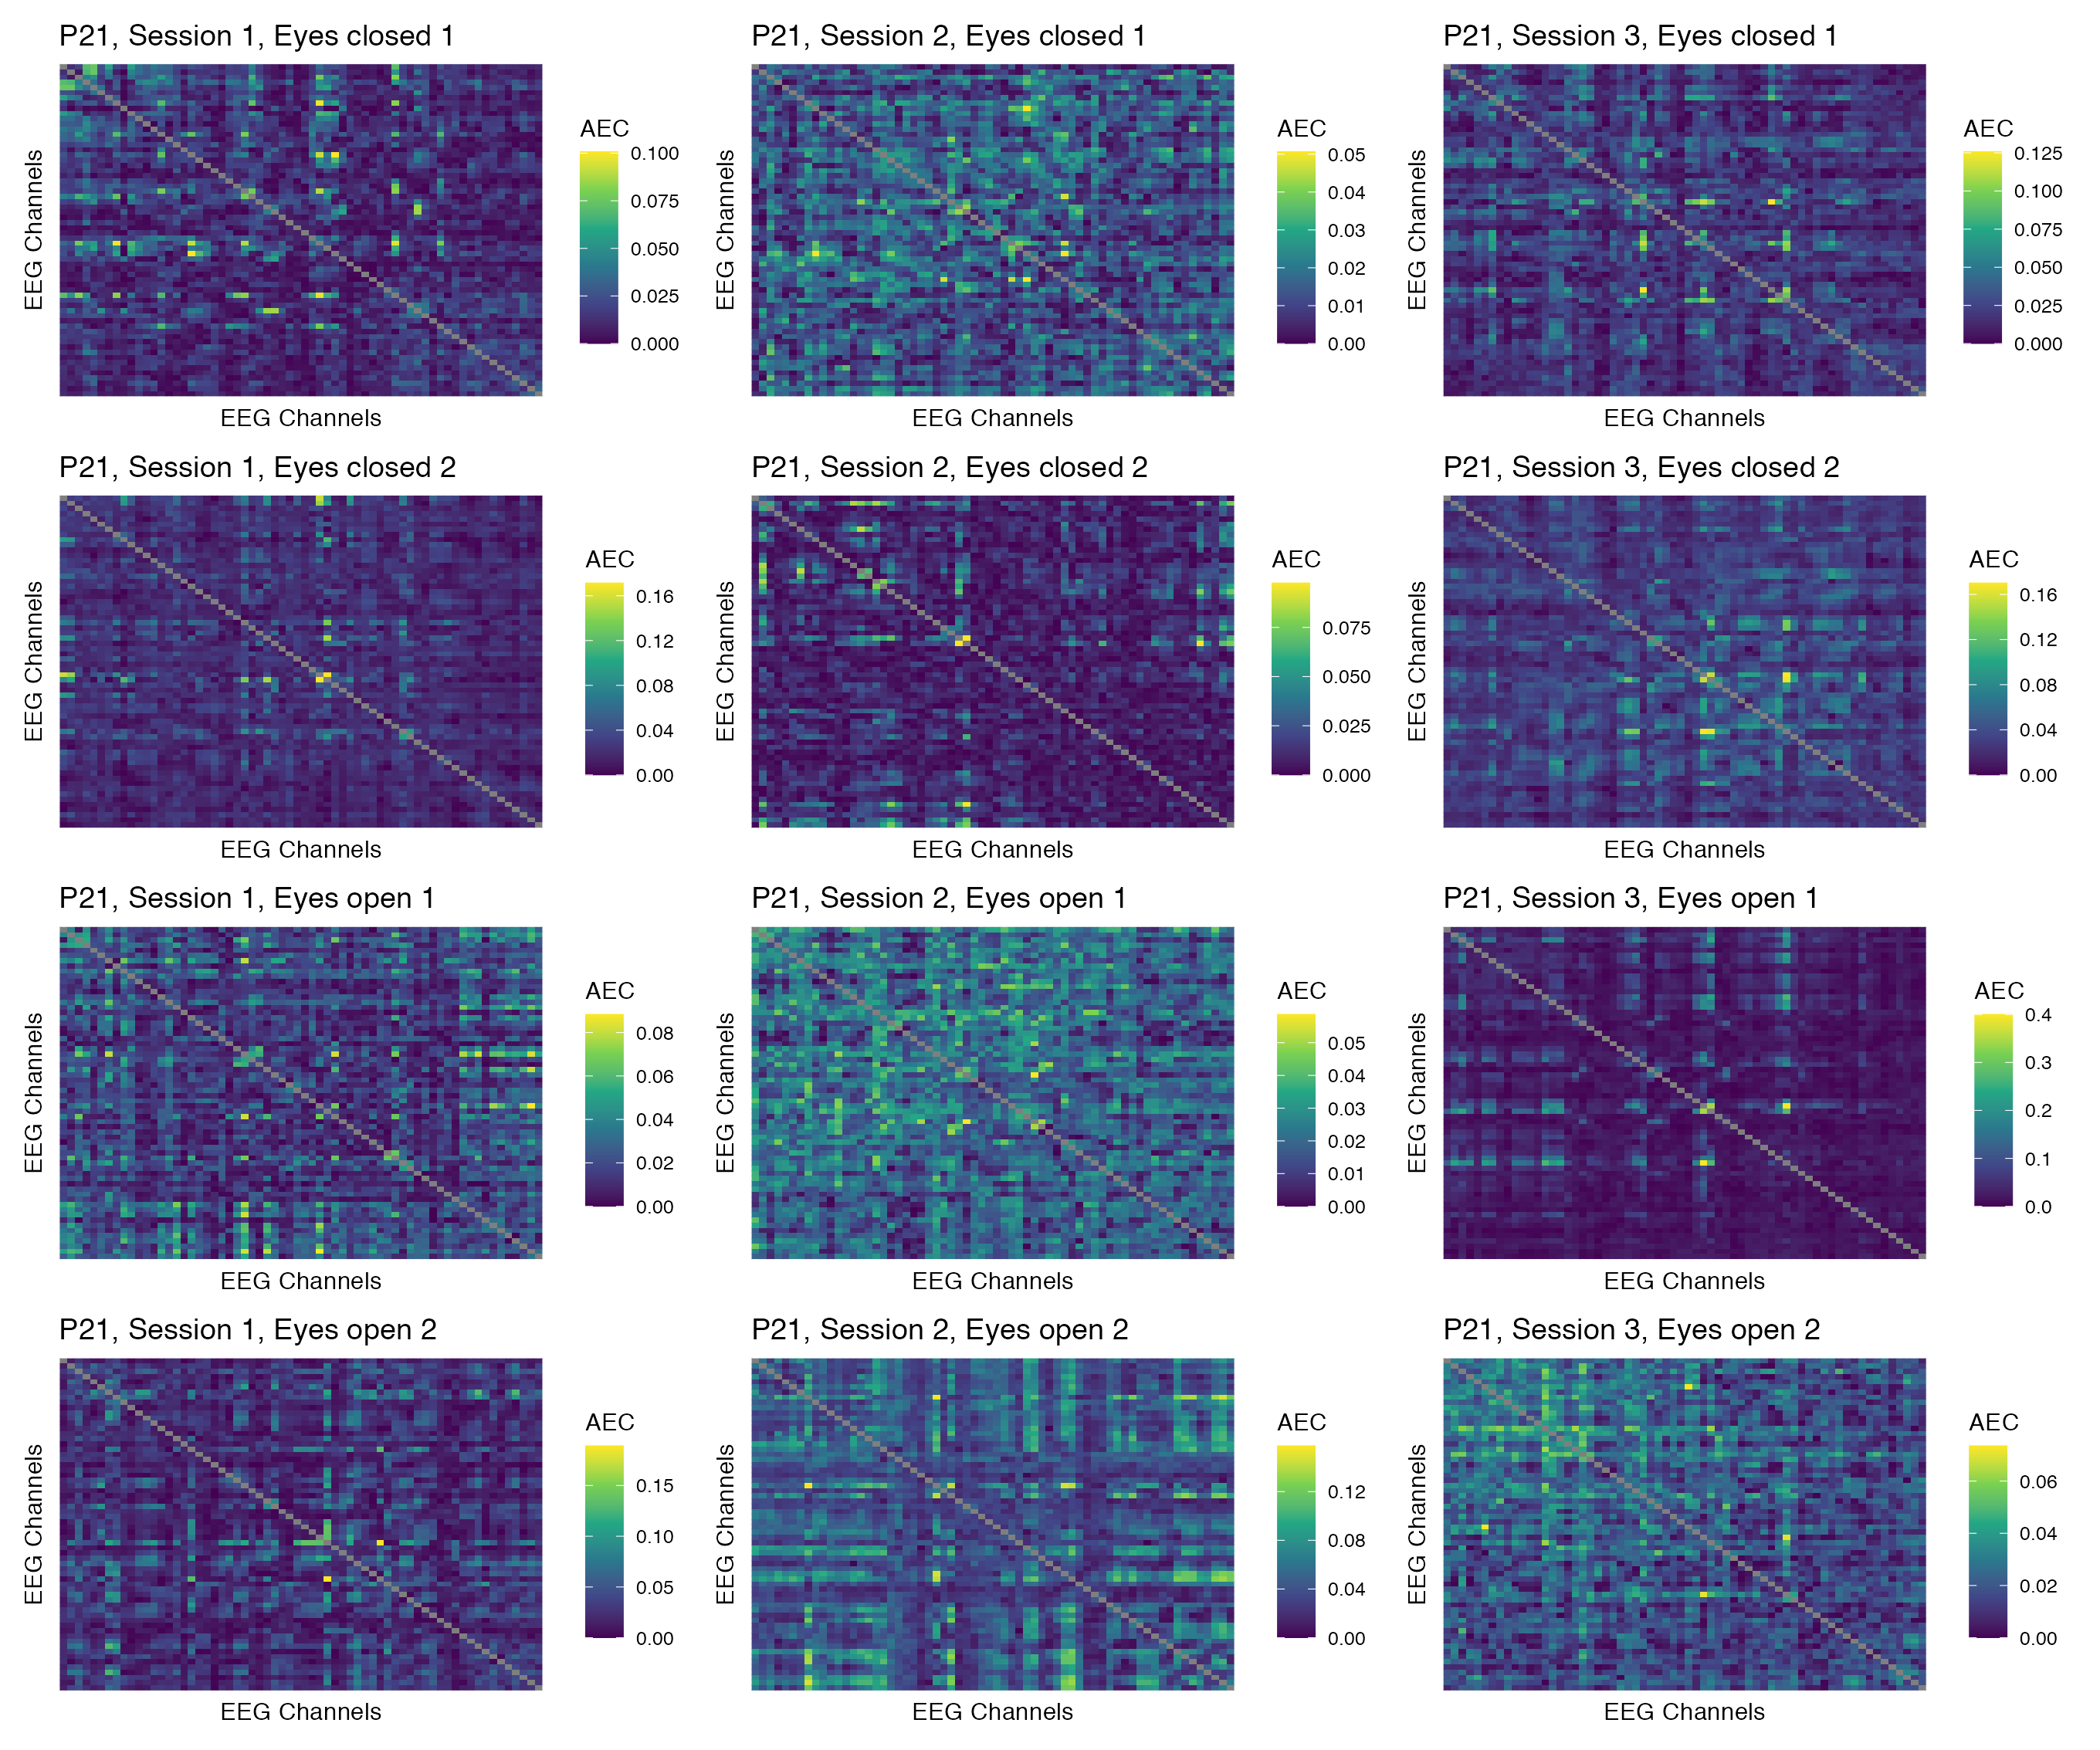 P21, Session 1, Eyes closed 1
EEG Channels
EEG Channels
AEC
0.100
0.075
0.050
0.025
0.000
P21, Session 2, Eyes closed 1
EEG Channels
EEG Channels
AEC
0.05
0.04
0.03
0.02
0.01
0.00
P21, Session 3, Eyes closed 1
EEG Channels
EEG Channels
AEC
0.125
0.100
0.075
0.050
0.025
0.000
P21, Session 1, Eyes closed 2
EEG Channels
EEG Channels
AEC
0.16
0.12
0.08
0.04
0.00
P21, Session 2, Eyes closed 2
EEG Channels
EEG Channels
AEC
0.075
0.050
0.025
0.000
P21, Session 3, Eyes closed 2
EEG Channels
EEG Channels
AEC
0.16
0.12
0.08
0.04
0.00
P21, Session 1, Eyes open 1
EEG Channels
EEG Channels
AEC
0.08
0.06
0.04
0.02
0.00
P21, Session 2, Eyes open 1
EEG Channels
EEG Channels
AEC
0.05
0.04
0.03
0.02
0.01
0.00
P21, Session 3, Eyes open 1
EEG Channels
EEG Channels
AEC
0.4
0.3
0.2
0.1
0.0
P21, Session 1, Eyes open 2
EEG Channels
EEG Channels
AEC
0.15
0.10
0.05
0.00
P21, Session 2, Eyes open 2
EEG Channels
EEG Channels
AEC
0.12
0.08
0.04
0.00
P21, Session 3, Eyes open 2
EEG Channels
EEG Channels
AEC
0.06
0.04
0.02
0.00